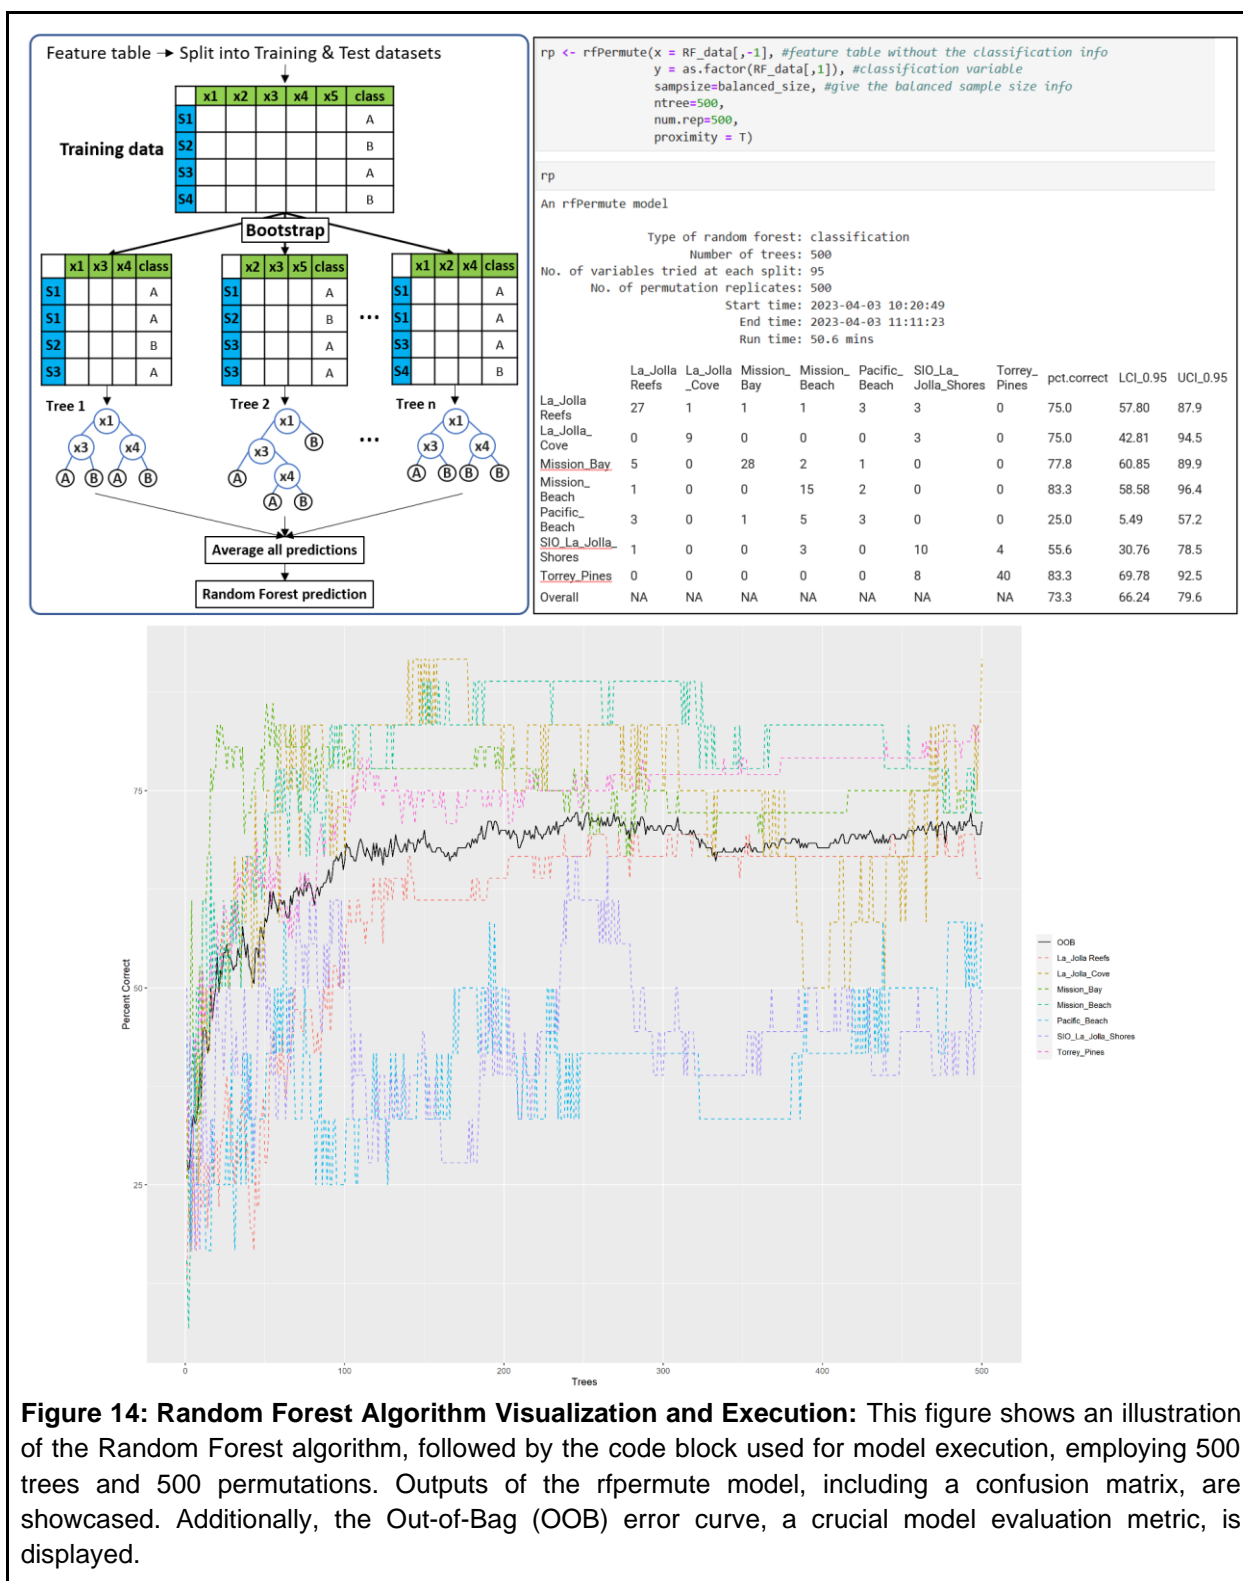 Feature table → Split into Training & Test datasets
x1 x2 x3 x4 x5 class
S1 A
Training data
S2 B
S3 A
S4 B
Bootstrap
x1 x3 x4 class
S1 A
S1 A
S2 B
S3 A
x2 x3 x5 class
S1 A
S2 B
S3 A
S3 A
...
x1 x2 x4 class
S1 A
S1 A
S3 A
S4 B
Tree 1
x1
x3 x4
A B A B
Tree 2
x1
x3 B
A x4
A B
...
Tree n
x1
x3 x4
A B B B
Average all predictions
Random Forest prediction
rp <- rfPermute(x = RF_data[,-1], #feature table without the classification info
y = as.factor(RF_data[,1]), #classification variable
sampsize=balanced_size, #give the balanced sample size info
ntree=500,
num.rep=500,
proximity = T)
rp
An rfPermute model
Type of random forest: classification
Number of trees: 500
No. of variables tried at each split: 95
No. of permutation replicates: 500
Start time: 2023-04-03 10:20:49
End time: 2023-04-03 11:11:23
Run time: 50.6 mins
La_Jolla La_Jolla Mission_ Mission_ Pacific_ SIO_La_ Torrey_ pct.correct LCI_0.95 UCI_0.95
Reefs _Cove Bay Beach Beach Jolla_Shores Pines
La_Jolla
Reefs 27 1 1 1 3 3 0 75.0 57.80 87.9
La_Jolla_
Cove 0 9 0 0 0 3 0 75.0 42.81 94.5
Mission_Bay 5 0 28 2 1 0 0 77.8 60.85 89.9
Mission_
Beach 1 0 0 15 2 0 0 83.3 58.58 96.4
Pacific_
Beach 3 0 1 5 3 0 0 25.0 5.49 57.2
SIO_La_Jolla_
Shores 1 0 0 3 0 10 4 55.6 30.76 78.5
Torrey_Pines 0 0 0 0 0 8 40 83.3 69.78 92.5
Overall NA NA NA NA NA NA NA 73.3 66.24 79.6
75
50
25
Percent Correct
0 100 200 300 400 500
Trees
OOB
La_Jolla Reefs
La_Jolla_Cove
Mission_Bay
Mission_Beach
Pacific_Beach
SIO_La_Jolla_Shores
Torrey_Pines
Figure 14: Random Forest Algorithm Visualization and Execution: This figure shows an illustration
of the Random Forest algorithm, followed by the code block used for model execution, employing 500
trees and 500 permutations. Outputs of the rfpermute model, including a confusion matrix, are
showcased. Additionally, the Out-of-Bag (OOB) error curve, a crucial model evaluation metric, is
displayed.